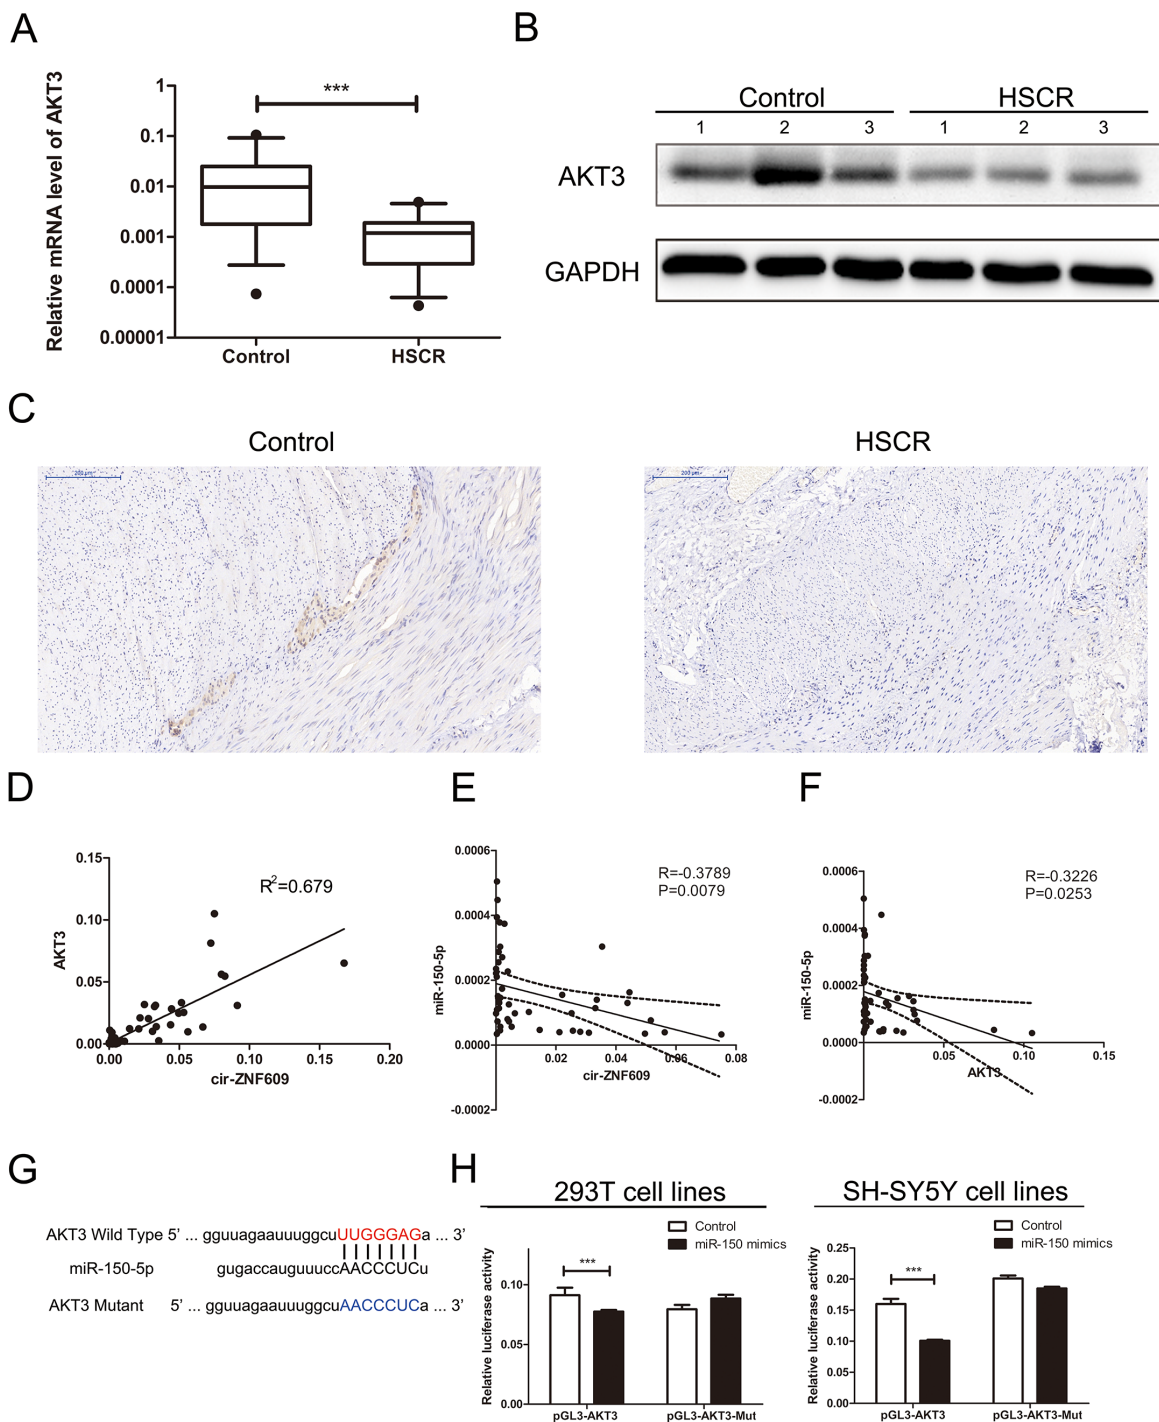 A
Relative mRNA level of AKT3
1
0.1
0.01
0.001
0.0001
0.00001
***
Control
HSCR
B
Control HSCR
1 2 3 1 2 3
AKT3
GAPDH
C
Control
HSCR
200 µm
200 µm
D
AKT3
0.15
0.10
0.05
0.00
R²=0.679
0.00 0.05 0.10 0.15 0.20
cir-ZNF609
E
miR-150-5p
0.0006
0.0004
0.0002
0.0000
-0.0002
R=-0.3789
P=0.0079
0.02 0.04 0.06 0.08
cir-ZNF609
F
miR-150-5p
0.0006
0.0004
0.0002
0.0000
-0.0002
R=-0.3226
P=0.0253
0.05 0.10 0.15
AKT3
G
AKT3 Wild Type 5’ ... gguuagaauuuggcuUUGGGAGa ... 3’
miR-150-5p gugaccauguuuccAACCCUCu
AKT3 Mutant 5’ ... gguuagaauuuggcuAACCCUCa ... 3’
H
293T cell lines
Control
miR-150 mimics
Relative luciferase activity
0.10
0.05
0.00
***
pGL3-AKT3 pGL3-AKT3-Mut
SH-SY5Y cell lines
Control
miR-150 mimics
Relative luciferase activity
0.25
0.20
0.15
0.10
0.05
0.00
***
pGL3-AKT3 pGL3-AKT3-Mut